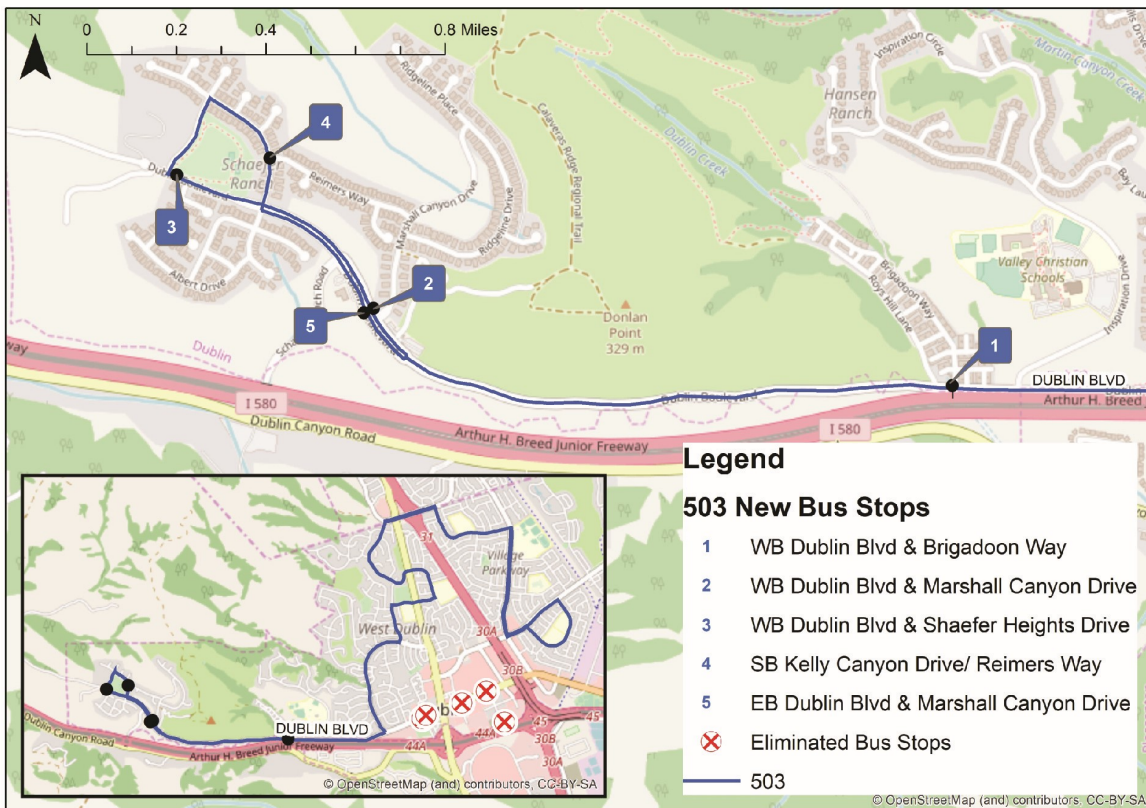 N
0 0.2 0.4 0.8 Miles
Inspiration Circle
Martin Canyon Creek
Hansen
Ranch
Ridgeline Place
Calaveras Ridge Regional Trail
Dublin Creek
4
Schaefer
Ranch
Reimers Way
Marshall Canyon Drive
Ridgeline Drive
Dublin Boulevard
3
Albert Drive
2
5
Dublin
Donlan
Point
329 m
Brigadoon Way
Roys Hill Lane
Valley Christian
Schools
Inspiration Drive
1
DUBLIN BLVD
Dublin Boulevard
I 580
Dublin Canyon Road
Arthur H. Breed Junior Freeway
I 580
Arthur H. Breed
Legend
503 New Bus Stops
1 WB Dublin Blvd & Brigadoon Way
2 WB Dublin Blvd & Marshall Canyon Drive
3 WB Dublin Blvd & Shaefer Heights Drive
4 SB Kelly Canyon Drive/ Reimers Way
5 EB Dublin Blvd & Marshall Canyon Drive
Eliminated Bus Stops
503
© OpenStreetMap (and) contributors, CC-BY-SA
31
Village
Parkway
West Dublin
30A
30B
45
44A
44A
45
30B
DUBLIN BLVD
Dublin Canyon Road
Arthur H. Breed Junior Freeway
© OpenStreetMap (and) contributors, CC-BY-SA